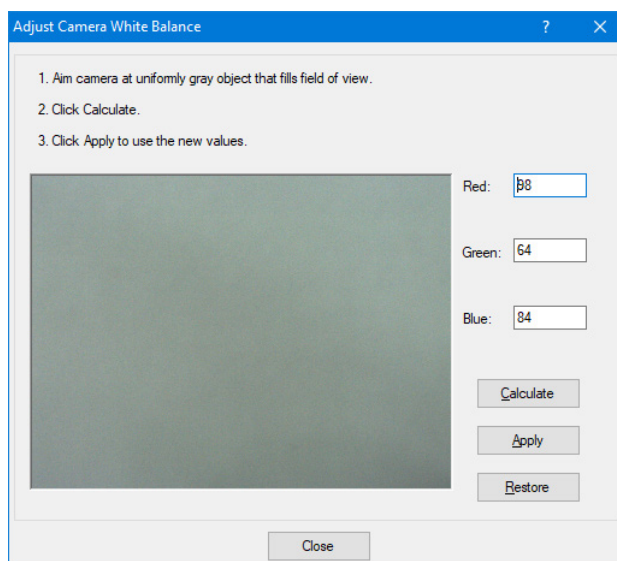 Adjust Camera White Balance ? ✕
1. Aim camera at uniformly gray object that fills field of view.
2. Click Calculate.
3. Click Apply to use the new values.
Red: 98
Green: 64
Blue: 84
Calculate
Apply
Restore
Close